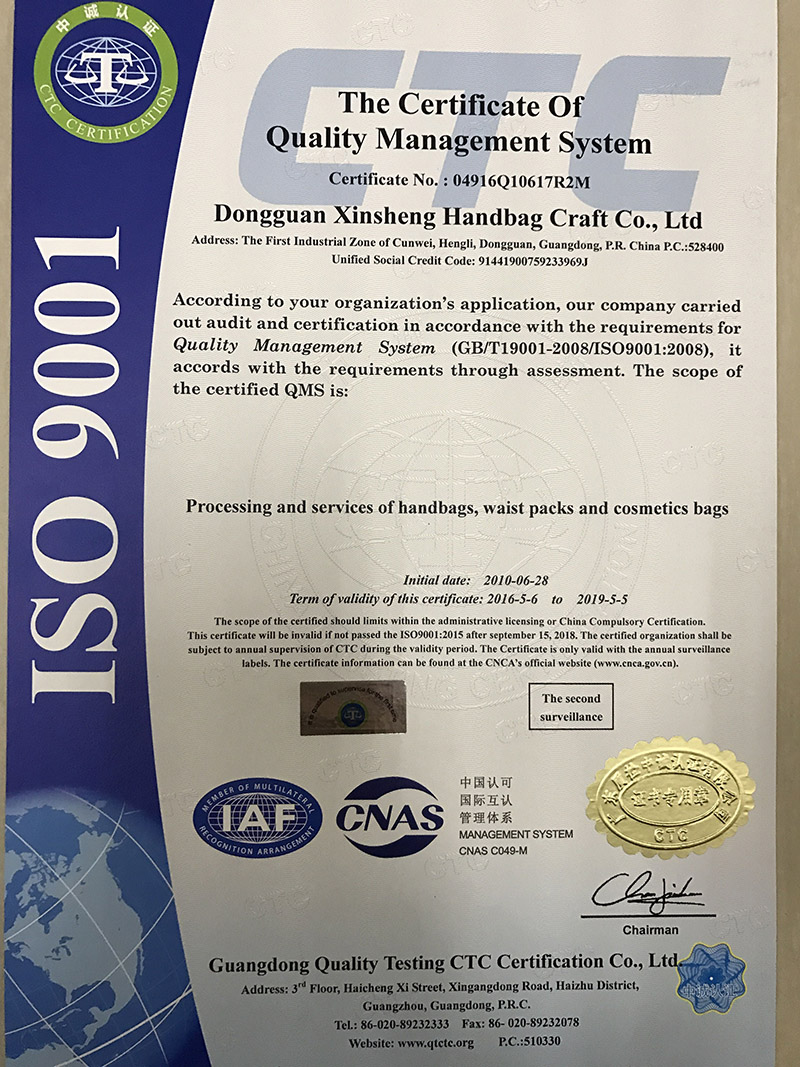 中诚认证
CTC CERTIFICATION
ISO 9001
CTC
The Certificate Of
Quality Management System
Certificate No. : 04916Q10617R2M
Dongguan Xinsheng Handbag Craft Co., Ltd
Address: The First Industrial Zone of Cunwei, Hengli, Dongguan, Guangdong, P.R. China P.C.:528400
Unified Social Credit Code: 91441900759233969J
According to your organization's application, our company carried
out audit and certification in accordance with the requirements for
Quality Management System (GB/T19001-2008/ISO9001:2008), it
accords with the requirements through assessment. The scope of
the certified QMS is:
Processing and services of handbags, waist packs and cosmetics bags
Initial date: 2010-06-28
Term of validity of this certificate: 2016-5-6 to 2019-5-5
The scope of the certified should limits within the administrative licensing or China Compulsory Certification.
This certificate will be invalid if not passed the ISO9001:2015 after september 15, 2018. The certified organization shall be
subject to annual supervision of CTC during the validity period. The Certificate is only valid with the annual surveillance
labels. The certificate information can be found at the CNCA's official website (www.cnca.gov.cn).
The second
surveillance
MEMBER OF MULTILATERAL
IAF
RECOGNITION ARRANGEMENT
CNAS
中国认可
国际互认
管理体系
MANAGEMENT SYSTEM
CNAS C049-M
证书专用章
CTC
Chairman
Guangdong Quality Testing CTC Certification Co., Ltd.
Address: 3rd Floor, Haicheng Xi Street, Xingangdong Road, Haizhu District,
Guangzhou, Guangdong, P.R.C.
Tel.: 86-020-89232333 Fax: 86- 020-89232078
Website: www.qtctc.org P.C.:510330
中诚认证